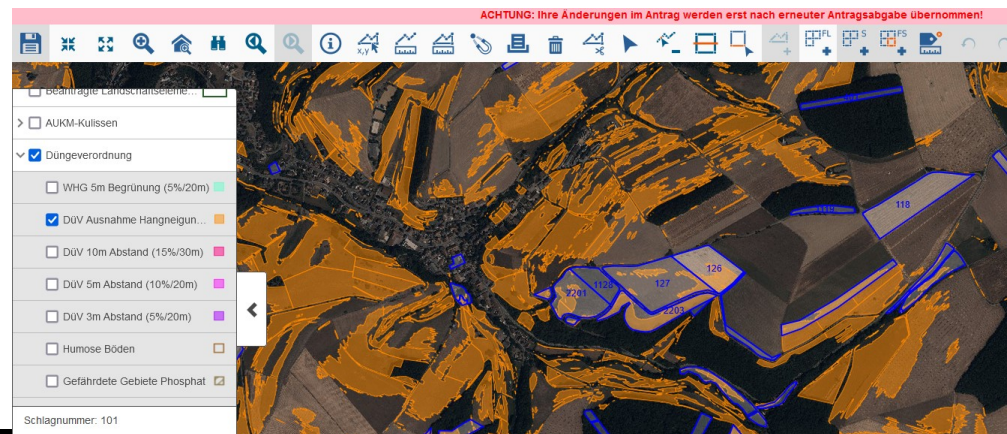 ACHTUNG: Ihre Änderungen im Antrag werden erst nach erneuter Antragsabgabe übernommen!
x,y
FL
S
FS
Beantragte Landschaftseleme...
AUKM-Kulissen
Düngeverordnung
WHG 5m Begrünung (5%/20m)
DüV Ausnahme Hangneigun...
DüV 10m Abstand (15%/30m)
DüV 5m Abstand (10%/20m)
DüV 3m Abstand (5%/20m)
Humose Böden
Gefährdete Gebiete Phosphat
Schlagnummer: 101
118
126
127
1128
2201
2203